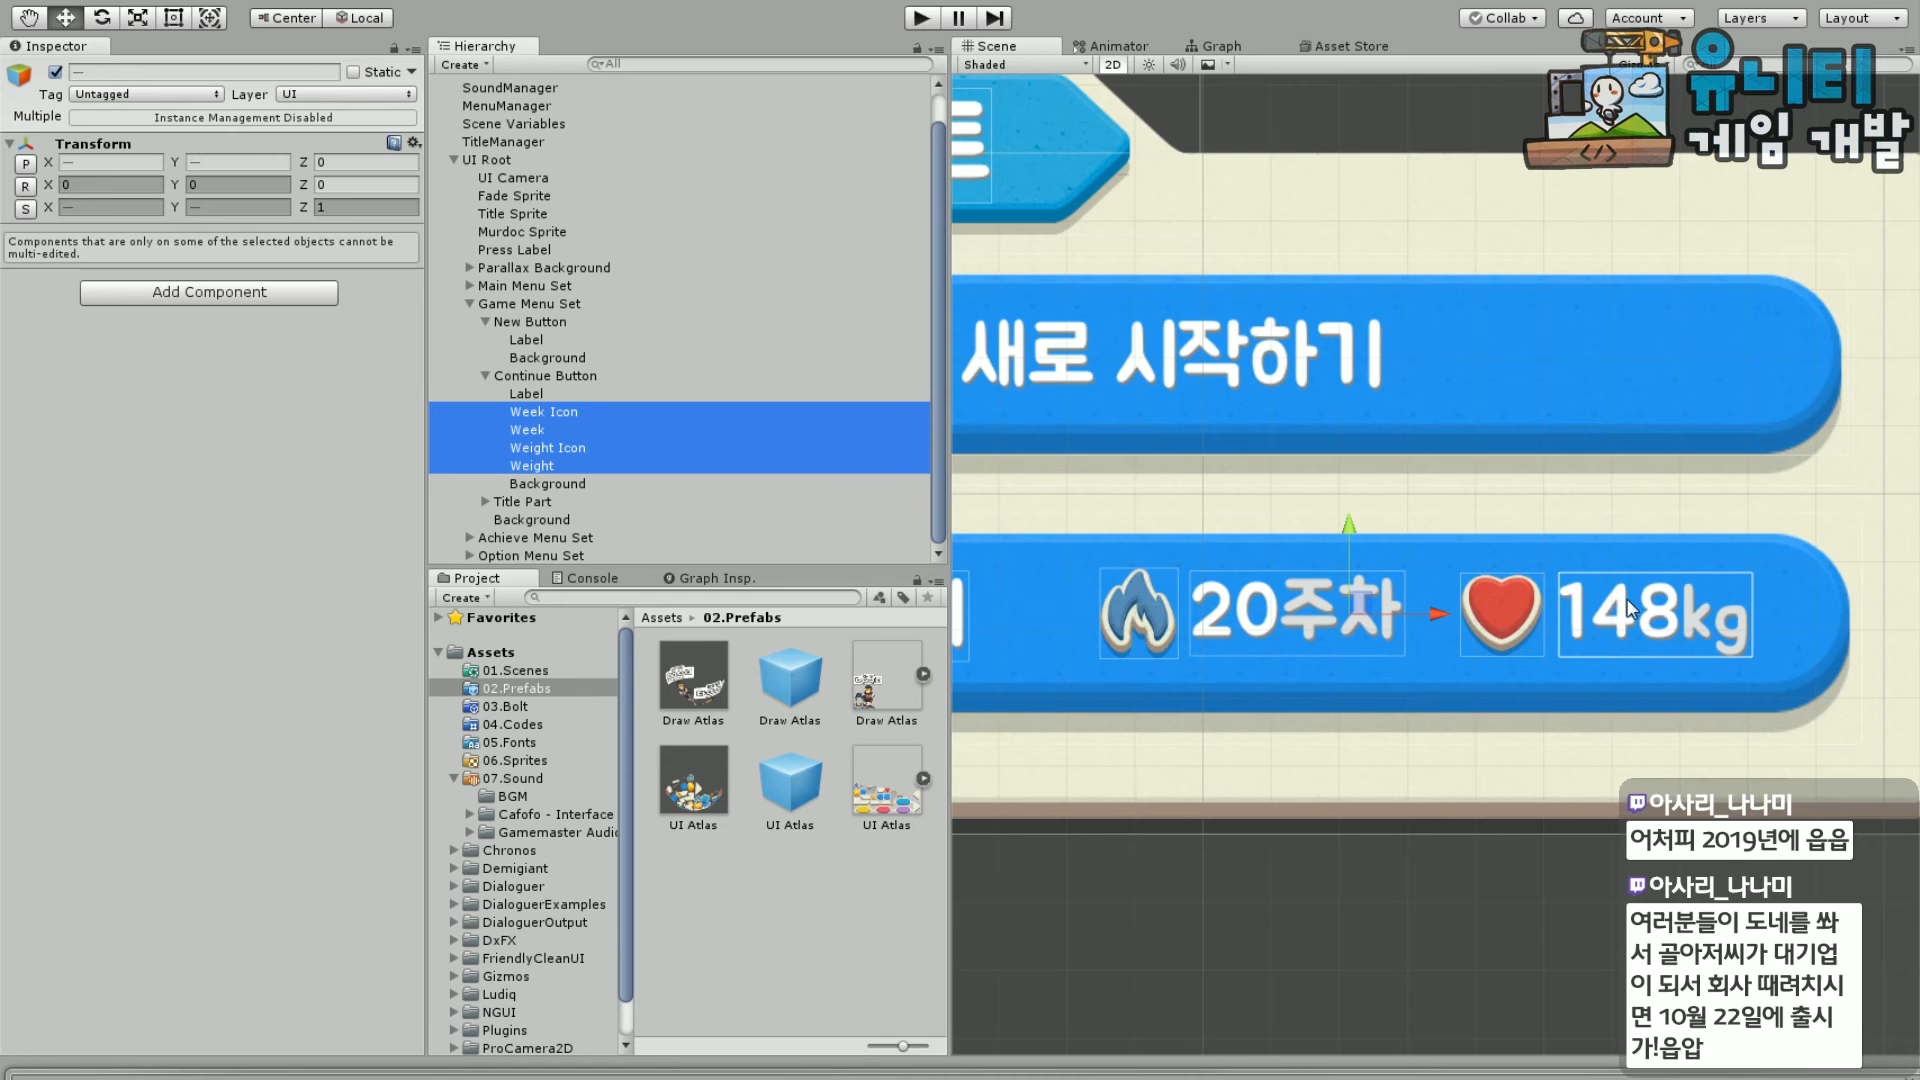 Center
Local
Collab
Account
Layers
Layout
Inspector
Static
Tag
Untagged
Layer
UI
Multiple
Instance Management Disabled
Transform
P
X
—
Y
—
Z
0
R
X
0
Y
0
Z
0
S
X
—
Y
—
Z
1
Components that are only on some of the selected objects cannot be
multi-edited.
Add Component
Hierarchy
Create
All
SoundManager
MenuManager
Scene Variables
TitleManager
UI Root
UI Camera
Fade Sprite
Title Sprite
Murdoc Sprite
Press Label
Parallax Background
Main Menu Set
Game Menu Set
New Button
Label
Background
Continue Button
Label
Week Icon
Week
Weight Icon
Weight
Background
Title Part
Background
Achieve Menu Set
Option Menu Set
Project
Console
Graph Insp.
Create
Favorites
Assets
01.Scenes
02.Prefabs
03.Bolt
04.Codes
05.Fonts
06.Sprites
07.Sound
BGM
Cafofo - Interface
Gamemaster Audio
Chronos
Demigiant
Dialoguer
DialoguerExamples
DialoguerOutput
DxFX
FriendlyCleanUI
Gizmos
Ludiq
NGUI
Plugins
ProCamera2D
Assets
02.Prefabs
Draw Atlas
Draw Atlas
Draw Atlas
UI Atlas
UI Atlas
UI Atlas
Scene
Animator
Graph
Asset Store
Shaded
2D
유니티
게임 개발
</>
새로 시작하기
20주차
148kg
아사리_나나미
어처피 2019년에 읍읍
아사리_나나미
여러분들이 도네를 쏴
서 골아저씨가 대기업
이 되서 회사 때려치시
면 10월 22일에 출시
가!읍압